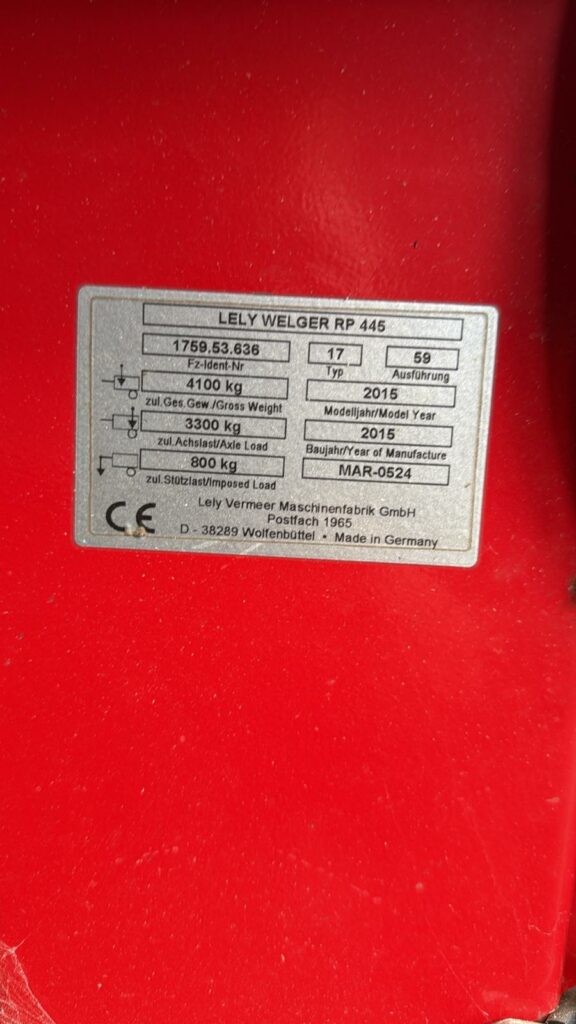 LELY WELGER RP 445
1759.53.636 17 59
Fz-Ident-Nr Typ Ausführung
4100 kg 2015
zul.Ges.Gew./Gross Weight Modelljahr/Model Year
3300 kg 2015
zul.Achslast/Axle Load Baujahr/Year of Manufacture
800 kg MAR-0524
zul.Stützlast/Imposed Load
CE Lely Vermeer Maschinenfabrik GmbH
Postfach 1965
D - 38289 Wolfenbüttel • Made in Germany